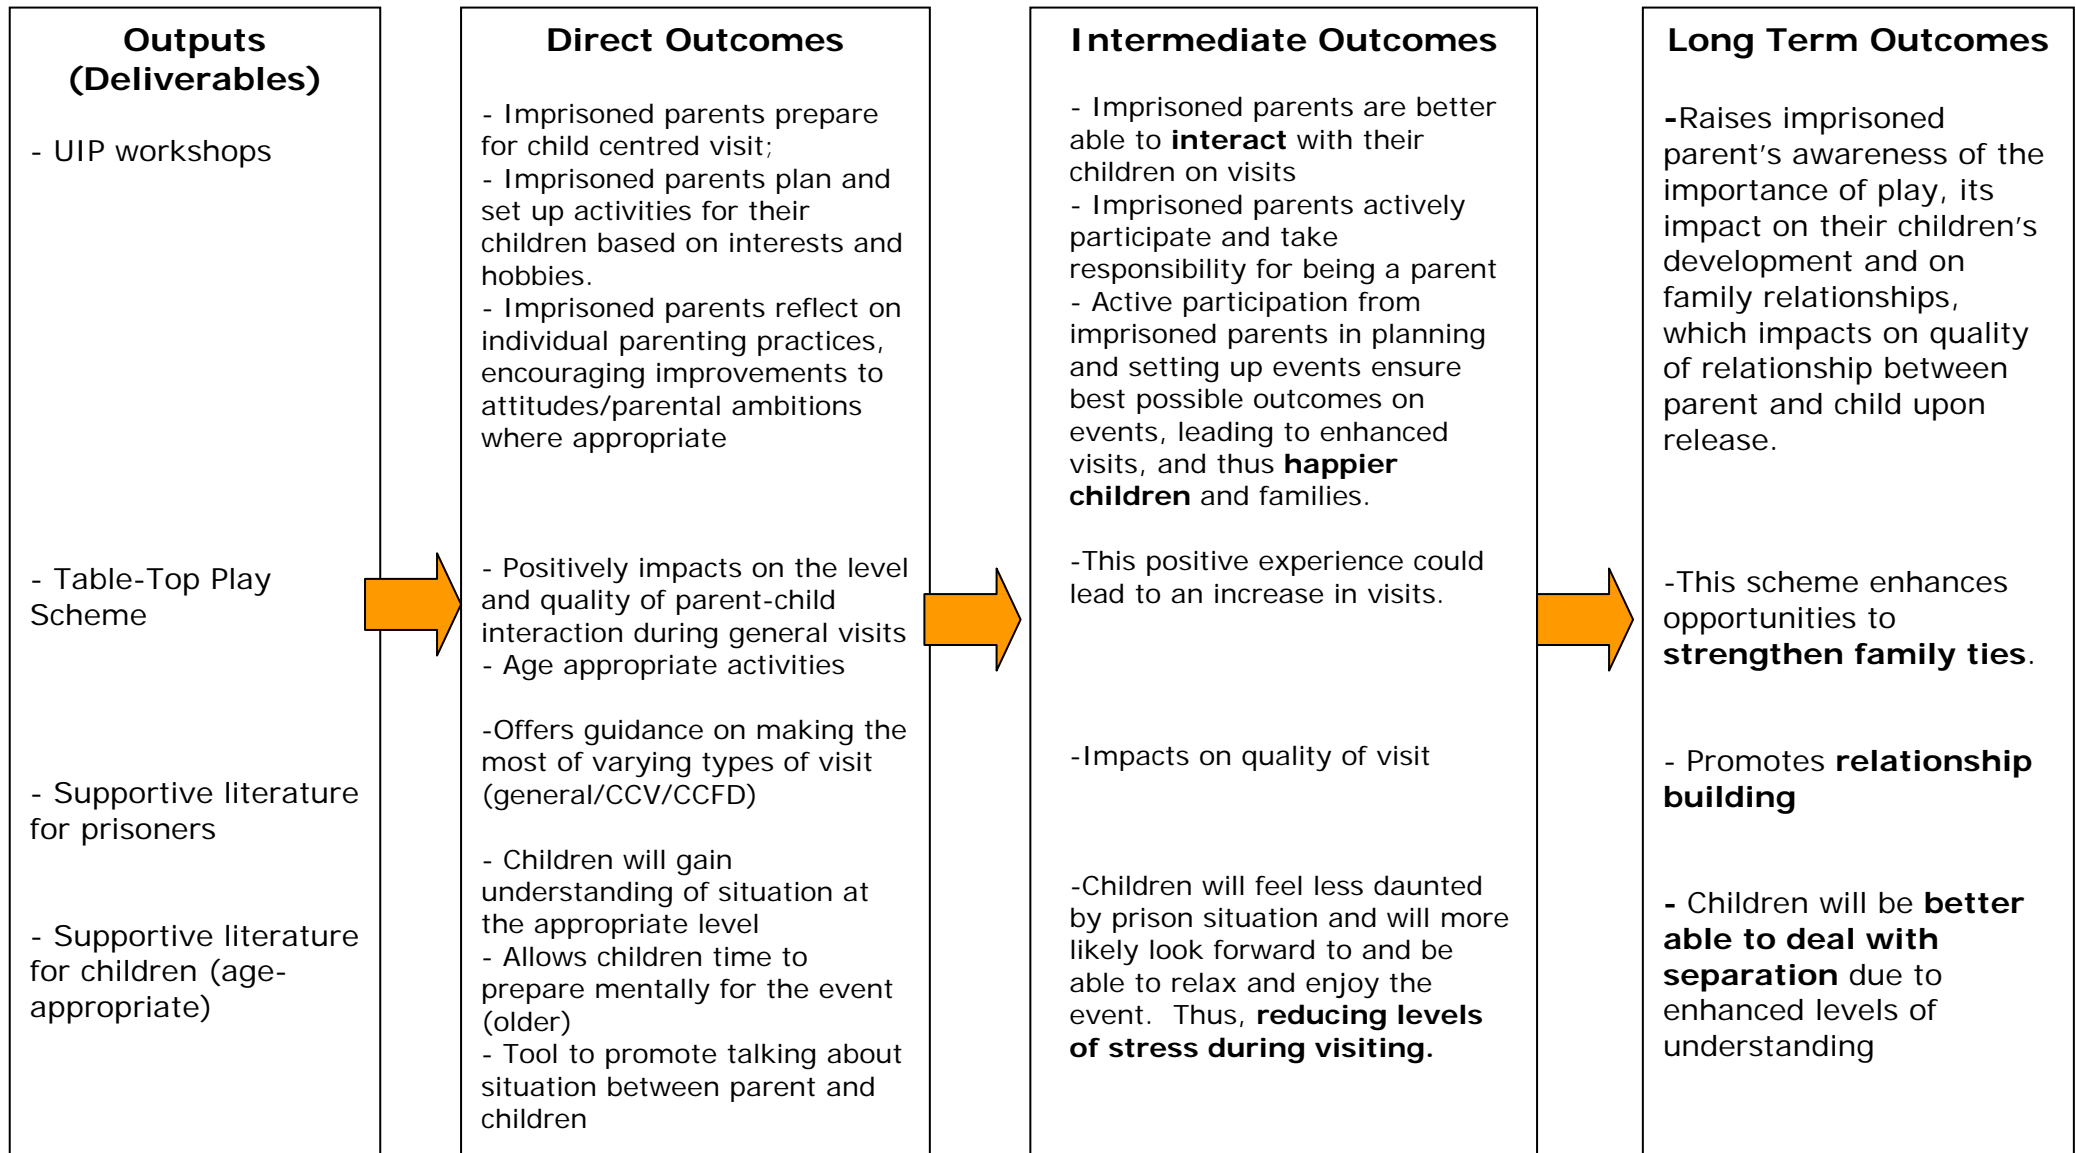 Outputs
(Deliverables)
- UIP workshops
- Table-Top Play
Scheme
- Supportive literature
for prisoners
- Supportive literature
for children (age-
appropriate)
Direct Outcomes
- Imprisoned parents prepare
for child centred visit;
- Imprisoned parents plan and
set up activities for their
children based on interests and
hobbies.
- Imprisoned parents reflect on
individual parenting practices,
encouraging improvements to
attitudes/parental ambitions
where appropriate
- Positively impacts on the level
and quality of parent-child
interaction during general visits
- Age appropriate activities
-Offers guidance on making the
most of varying types of visit
(general/CCV/CCFD)
- Children will gain
understanding of situation at
the appropriate level
- Allows children time to
prepare mentally for the event
(older)
- Tool to promote talking about
situation between parent and
children
Intermediate Outcomes
- Imprisoned parents are better
able to interact with their
children on visits
- Imprisoned parents actively
participate and take
responsibility for being a parent
- Active participation from
imprisoned parents in planning
and setting up events ensure
best possible outcomes on
events, leading to enhanced
visits, and thus happier
children and families.
-This positive experience could
lead to an increase in visits.
-Impacts on quality of visit
-Children will feel less daunted
by prison situation and will more
likely look forward to and be
able to relax and enjoy the
event. Thus, reducing levels
of stress during visiting.
Long Term Outcomes
-Raises imprisoned
parent's awareness of the
importance of play, its
impact on their children's
development and on
family relationships,
which impacts on quality
of relationship between
parent and child upon
release.
-This scheme enhances
opportunities to
strengthen family ties.
- Promotes relationship
building
- Children will be better
able to deal with
separation due to
enhanced levels of
understanding